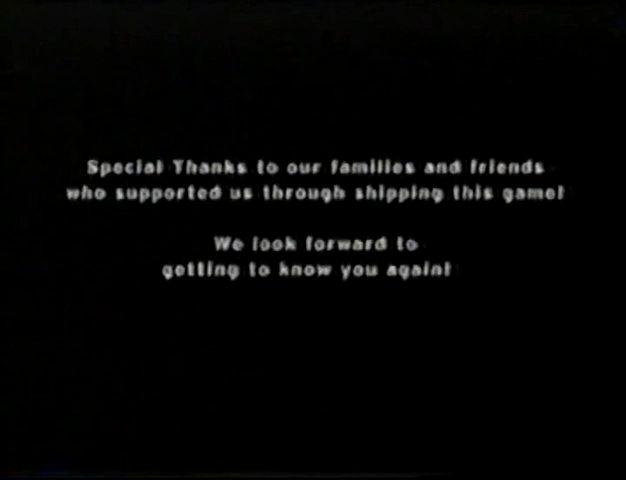 Special Thanks to our families and friends
who supported us through shipping this game!
We look forward to
getting to know you again!